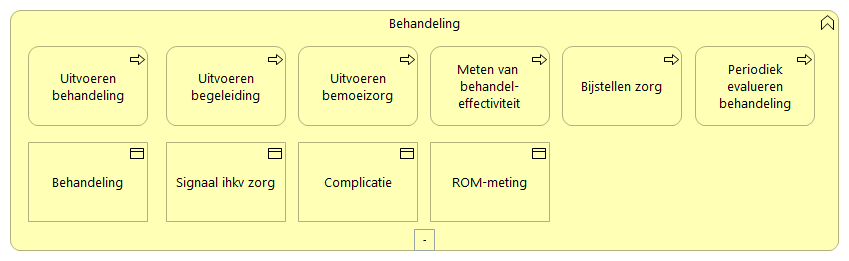 Behandeling
Uitvoeren
behandeling
Uitvoeren
begeleiding
Uitvoeren
bemoeizorg
Meten van
behandel-
effectiviteit
Bijstellen zorg
Periodiek
evalueren
behandeling
Behandeling
Signaal ihkv zorg
Complicatie
ROM-meting
-